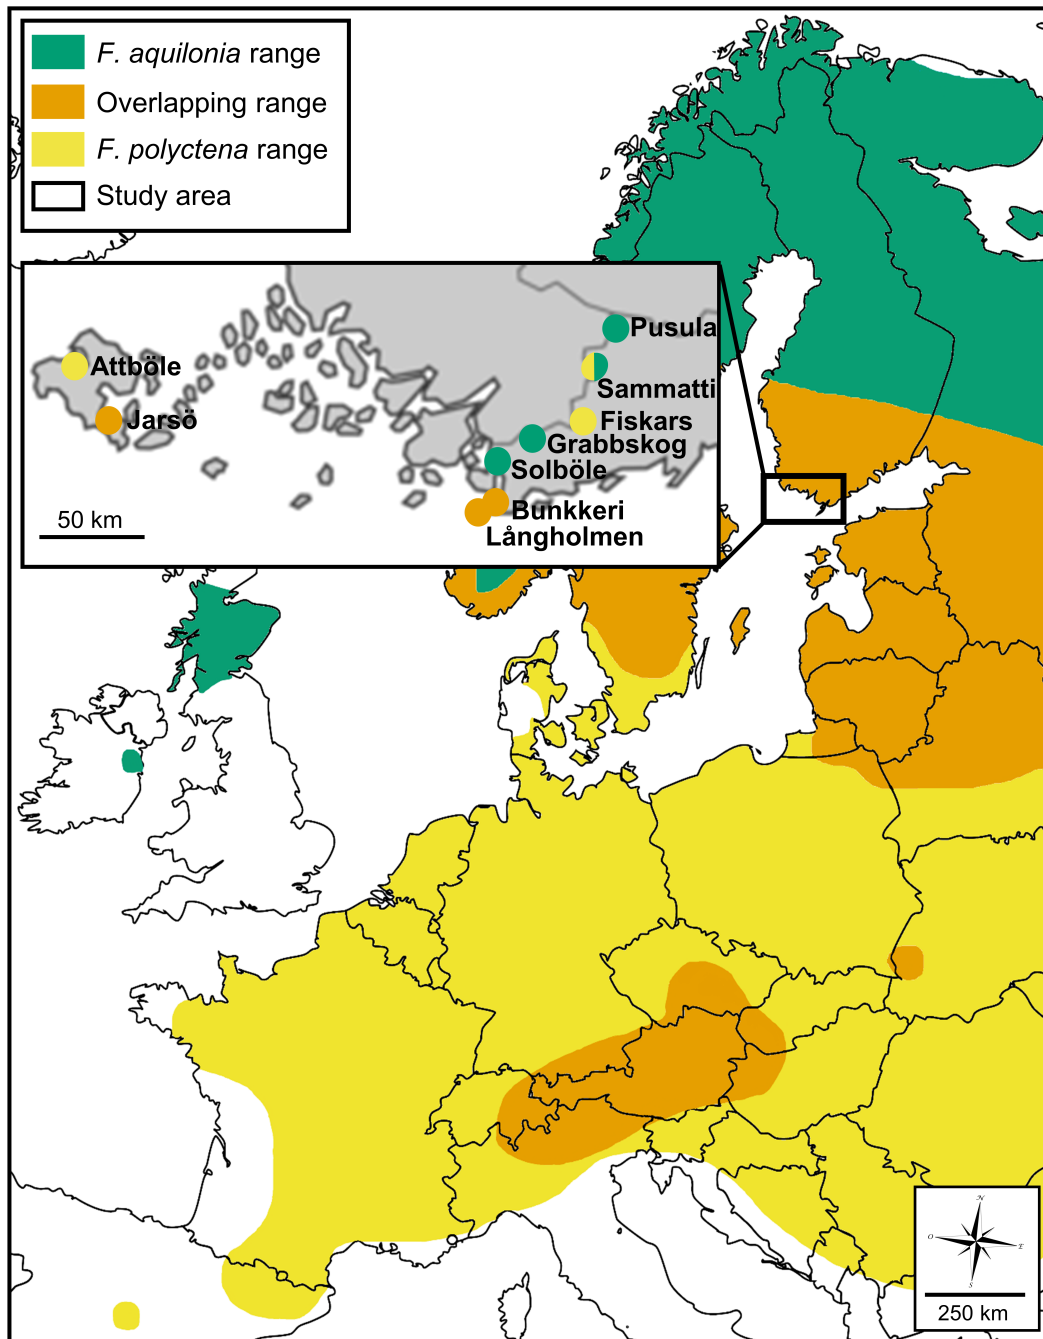 F. aquilonia range
Overlapping range
F. polyctena range
Study area
Pusula
Attböle
Sammatti
Jarsö
Fiskars
Grabbskog
Solböle
Bunkkeri
Långholmen
50 km
N
O
E
S
250 km